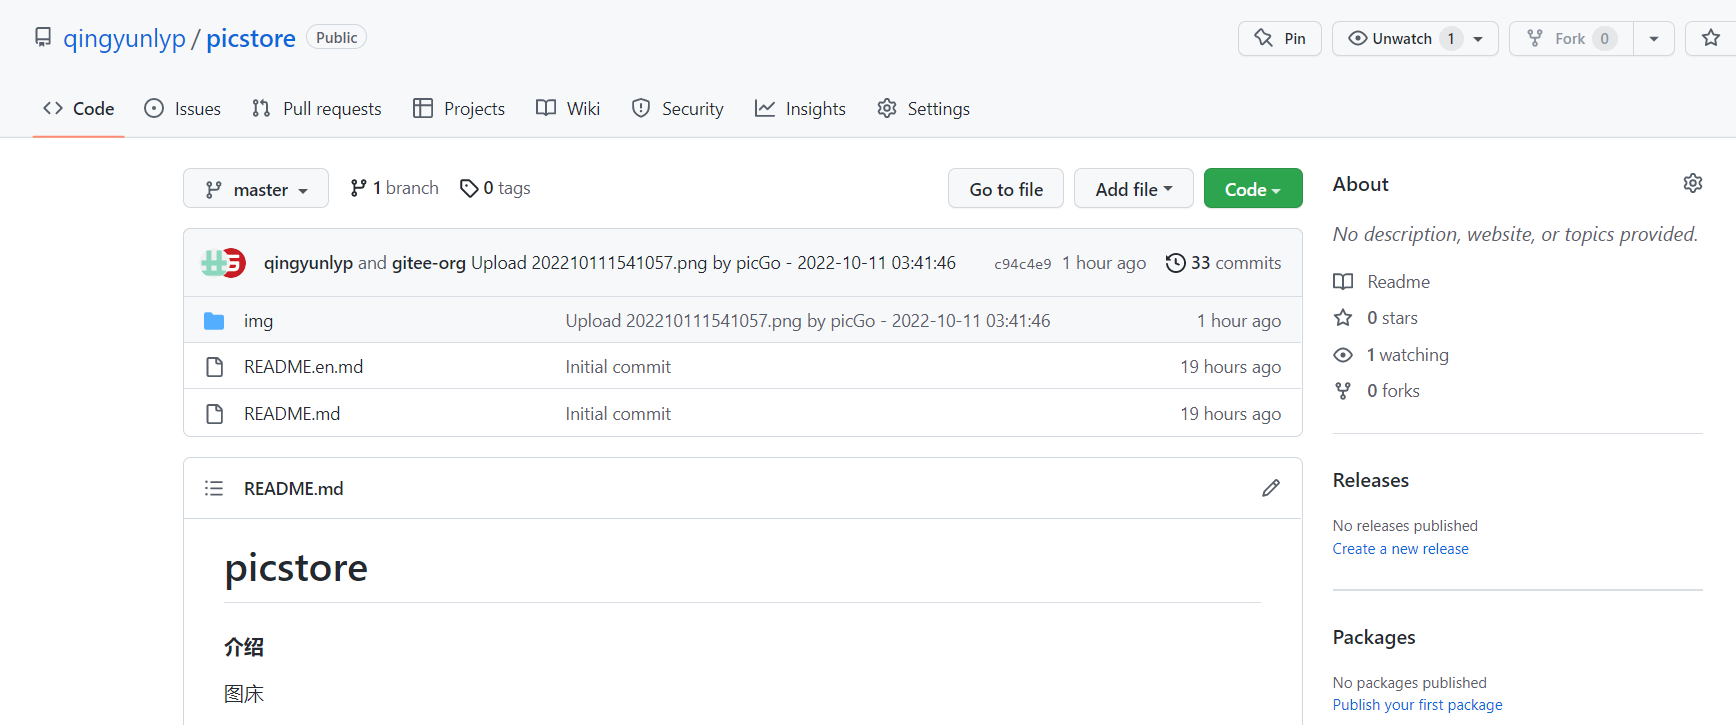 qingyunlyp / picstore Public
Pin Unwatch 1 Fork 0
Code Issues Pull requests Projects Wiki Security Insights Settings
master 1 branch 0 tags Go to file Add file Code
qingyunlyp and gitee-org Upload 202210111541057.png by picGo - 2022-10-11 03:41:46 c94c4e9 1 hour ago 33 commits
img Upload 202210111541057.png by picGo - 2022-10-11 03:41:46 1 hour ago
README.en.md Initial commit 19 hours ago
README.md Initial commit 19 hours ago
README.md
picstore
介绍
图床
About
No description, website, or topics provided.
Readme
0 stars
1 watching
0 forks
Releases
No releases published
Create a new release
Packages
No packages published
Publish your first package